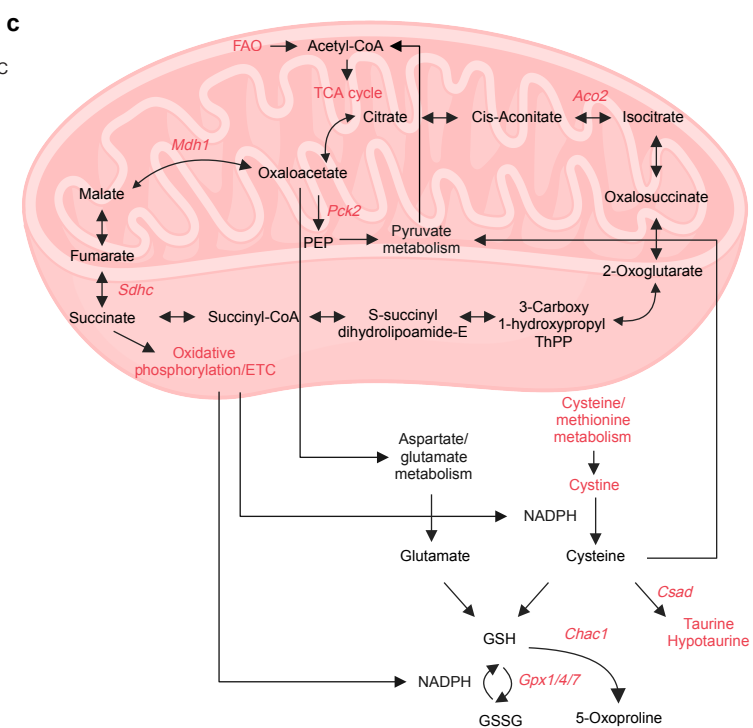 c
C
FAO
Acetyl-CoA
TCA cycle
Citrate
Cis-Aconitate
Aco2
Isocitrate
Mdh1
Oxaloacetate
Malate
Oxalosuccinate
Pck2
PEP
Pyruvate
metabolism
Fumarate
2-Oxoglutarate
Sdhc
Succinate
Succinyl-CoA
S-succinyl
dihydrolipoamide-E
3-Carboxy
1-hydroxypropyl
ThPP
Oxidative
phosphorylation/ETC
Cysteine/
methionine
metabolism
Aspartate/
glutamate
metabolism
Cystine
NADPH
Glutamate
Cysteine
Csad
Taurine
Hypotaurine
GSH
Chac1
NADPH
Gpx1/4/7
GSSG
5-Oxoproline